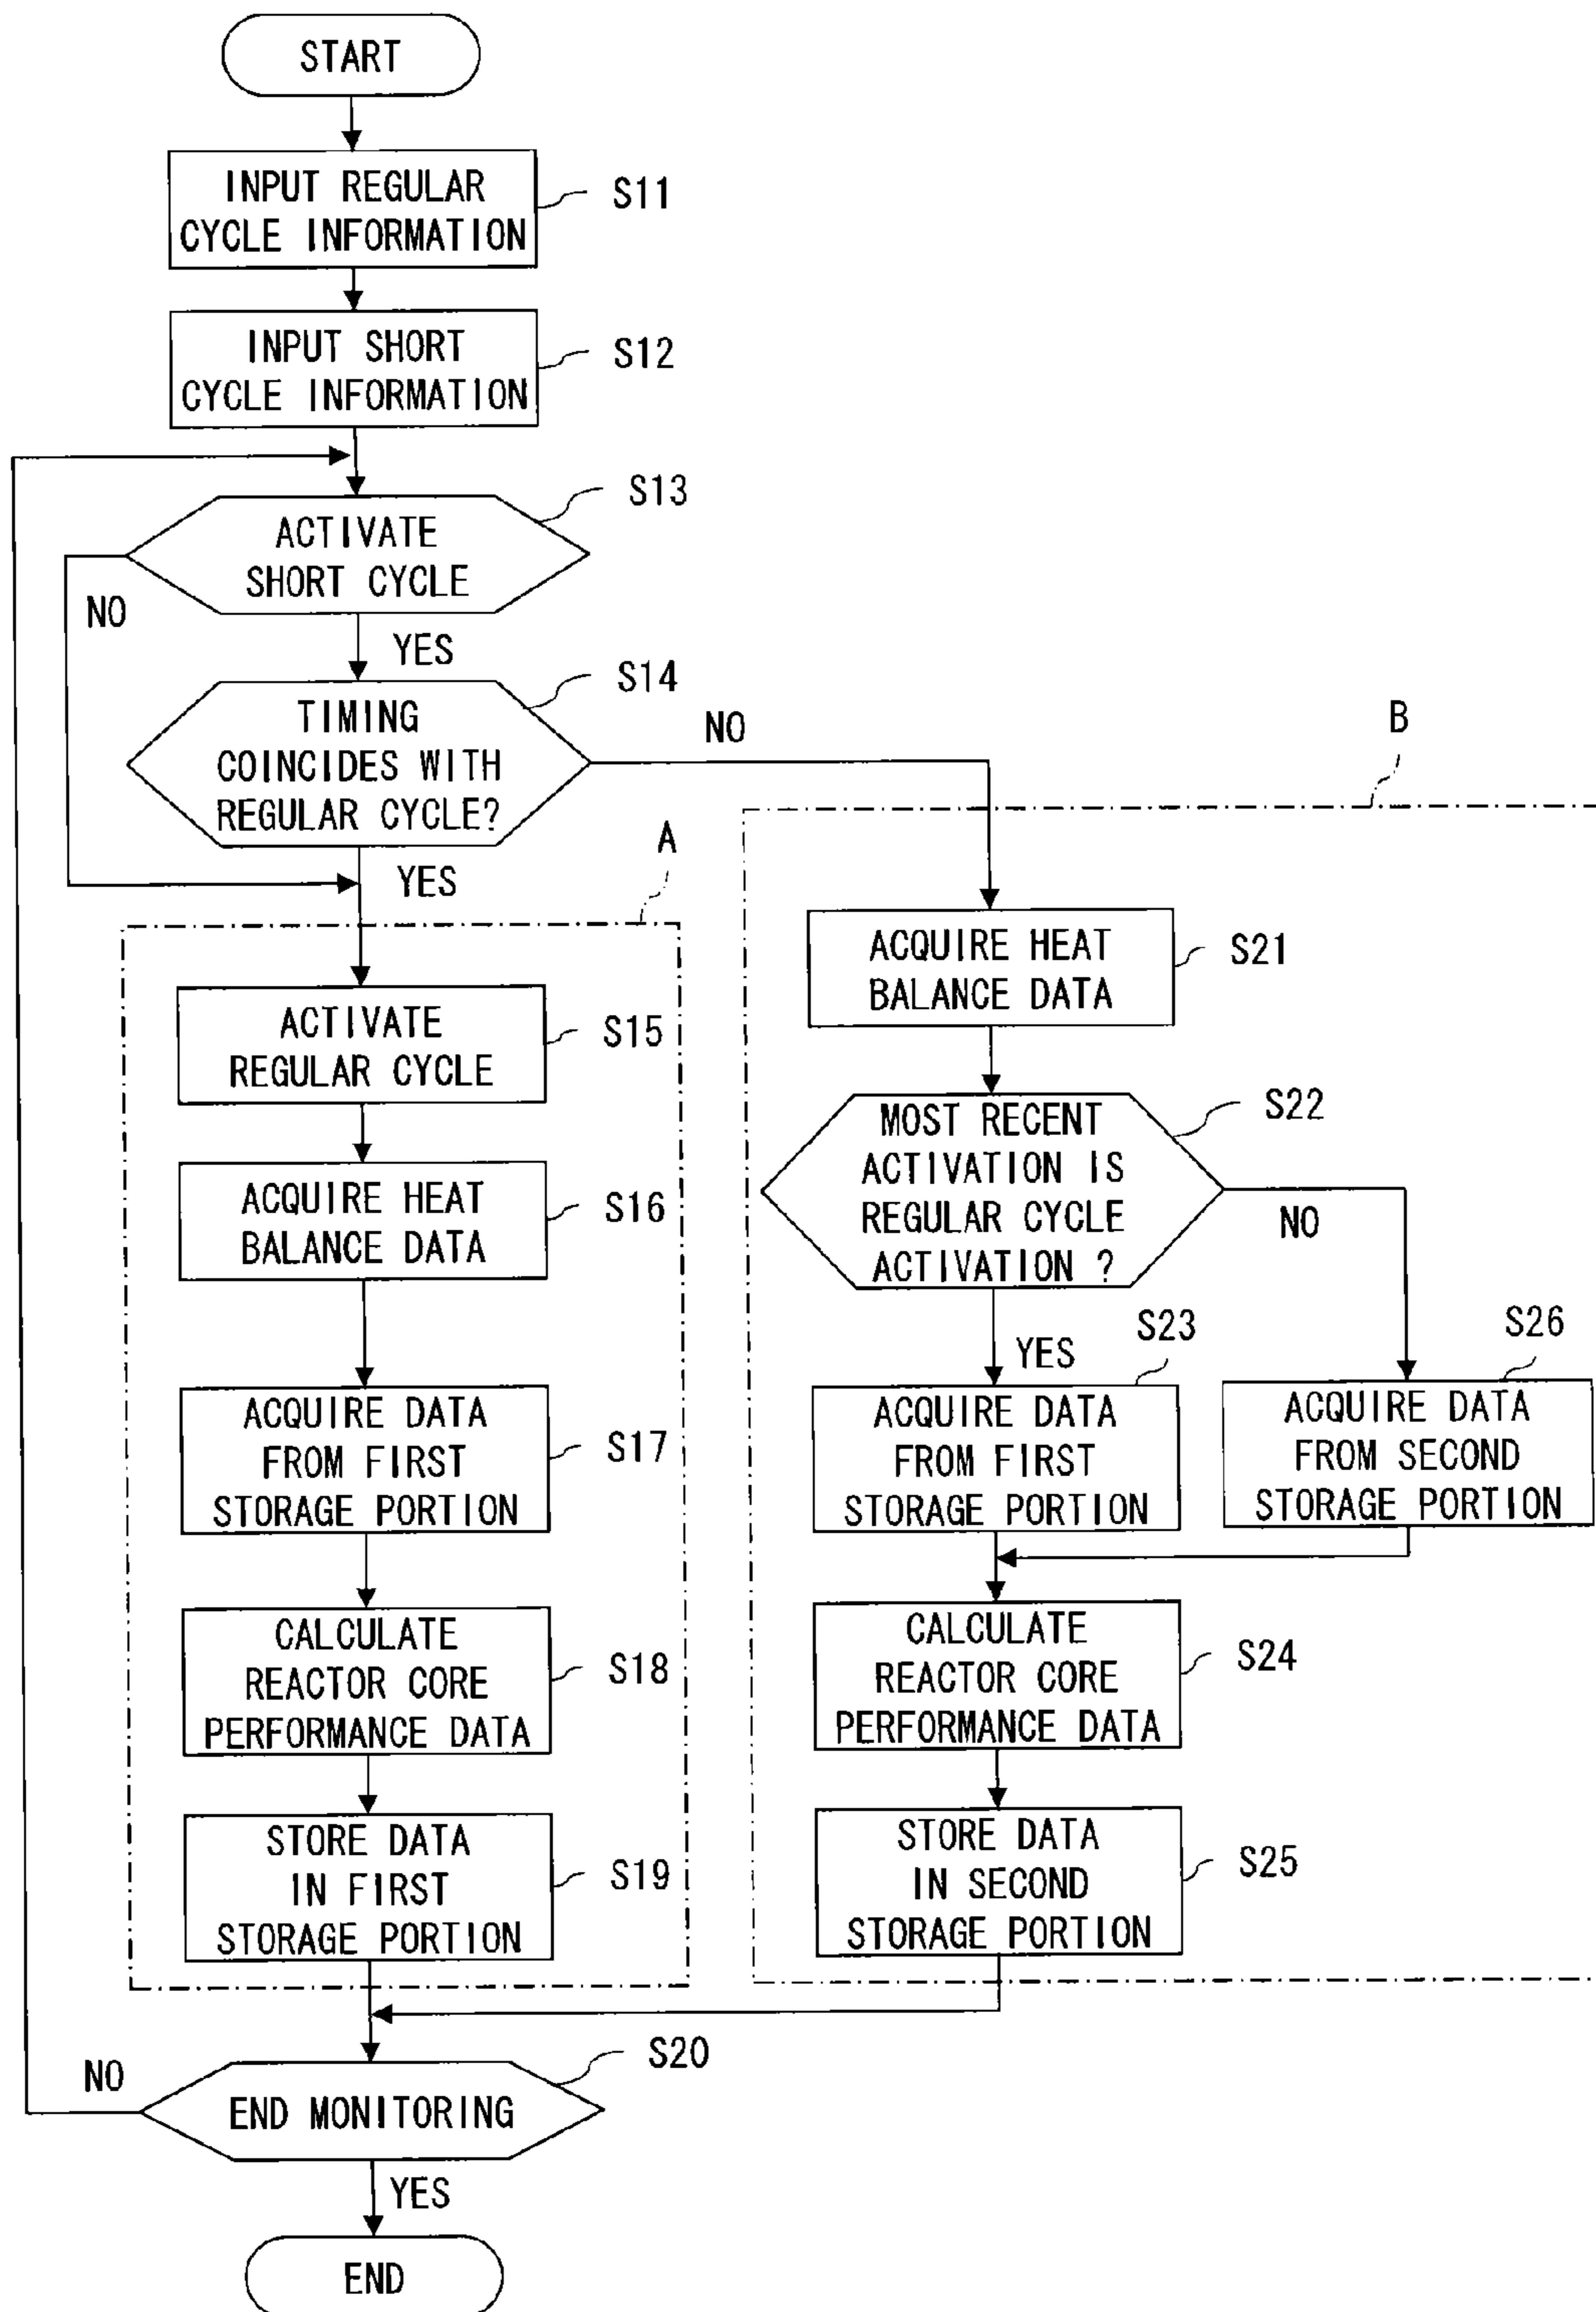 START
INPUT REGULAR
CYCLE INFORMATION
S11
INPUT SHORT
CYCLE INFORMATION
S12
ACTIVATE
SHORT CYCLE
S13
NO
YES
TIMING
COINCIDES WITH
REGULAR CYCLE?
S14
NO
YES
A
ACTIVATE
REGULAR CYCLE
S15
ACQUIRE HEAT
BALANCE DATA
S16
ACQUIRE DATA
FROM FIRST
STORAGE PORTION
S17
CALCULATE
REACTOR CORE
PERFORMANCE DATA
S18
STORE DATA
IN FIRST
STORAGE PORTION
S19
B
ACQUIRE HEAT
BALANCE DATA
S21
MOST RECENT
ACTIVATION IS
REGULAR CYCLE
ACTIVATION ?
S22
NO
YES
S23
ACQUIRE DATA
FROM FIRST
STORAGE PORTION
S26
ACQUIRE DATA
FROM SECOND
STORAGE PORTION
CALCULATE
REACTOR CORE
PERFORMANCE DATA
S24
STORE DATA
IN SECOND
STORAGE PORTION
S25
END MONITORING
S20
NO
YES
END